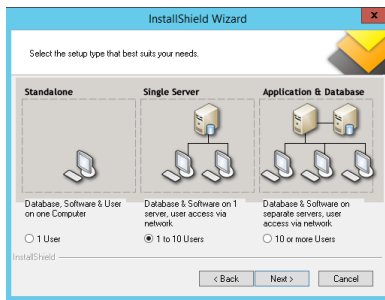 InstallShield Wizard
x
Select the setup type that best suits your needs.
Standalone
Single Server
Application & Database
Database, Software & User
on one Computer
Database & Software on 1
server, user access via
network
Database & Software on
separate servers, user
access via network
1 User
1 to 10 Users
10 or more Users
InstallShield
< Back
Next >
Cancel